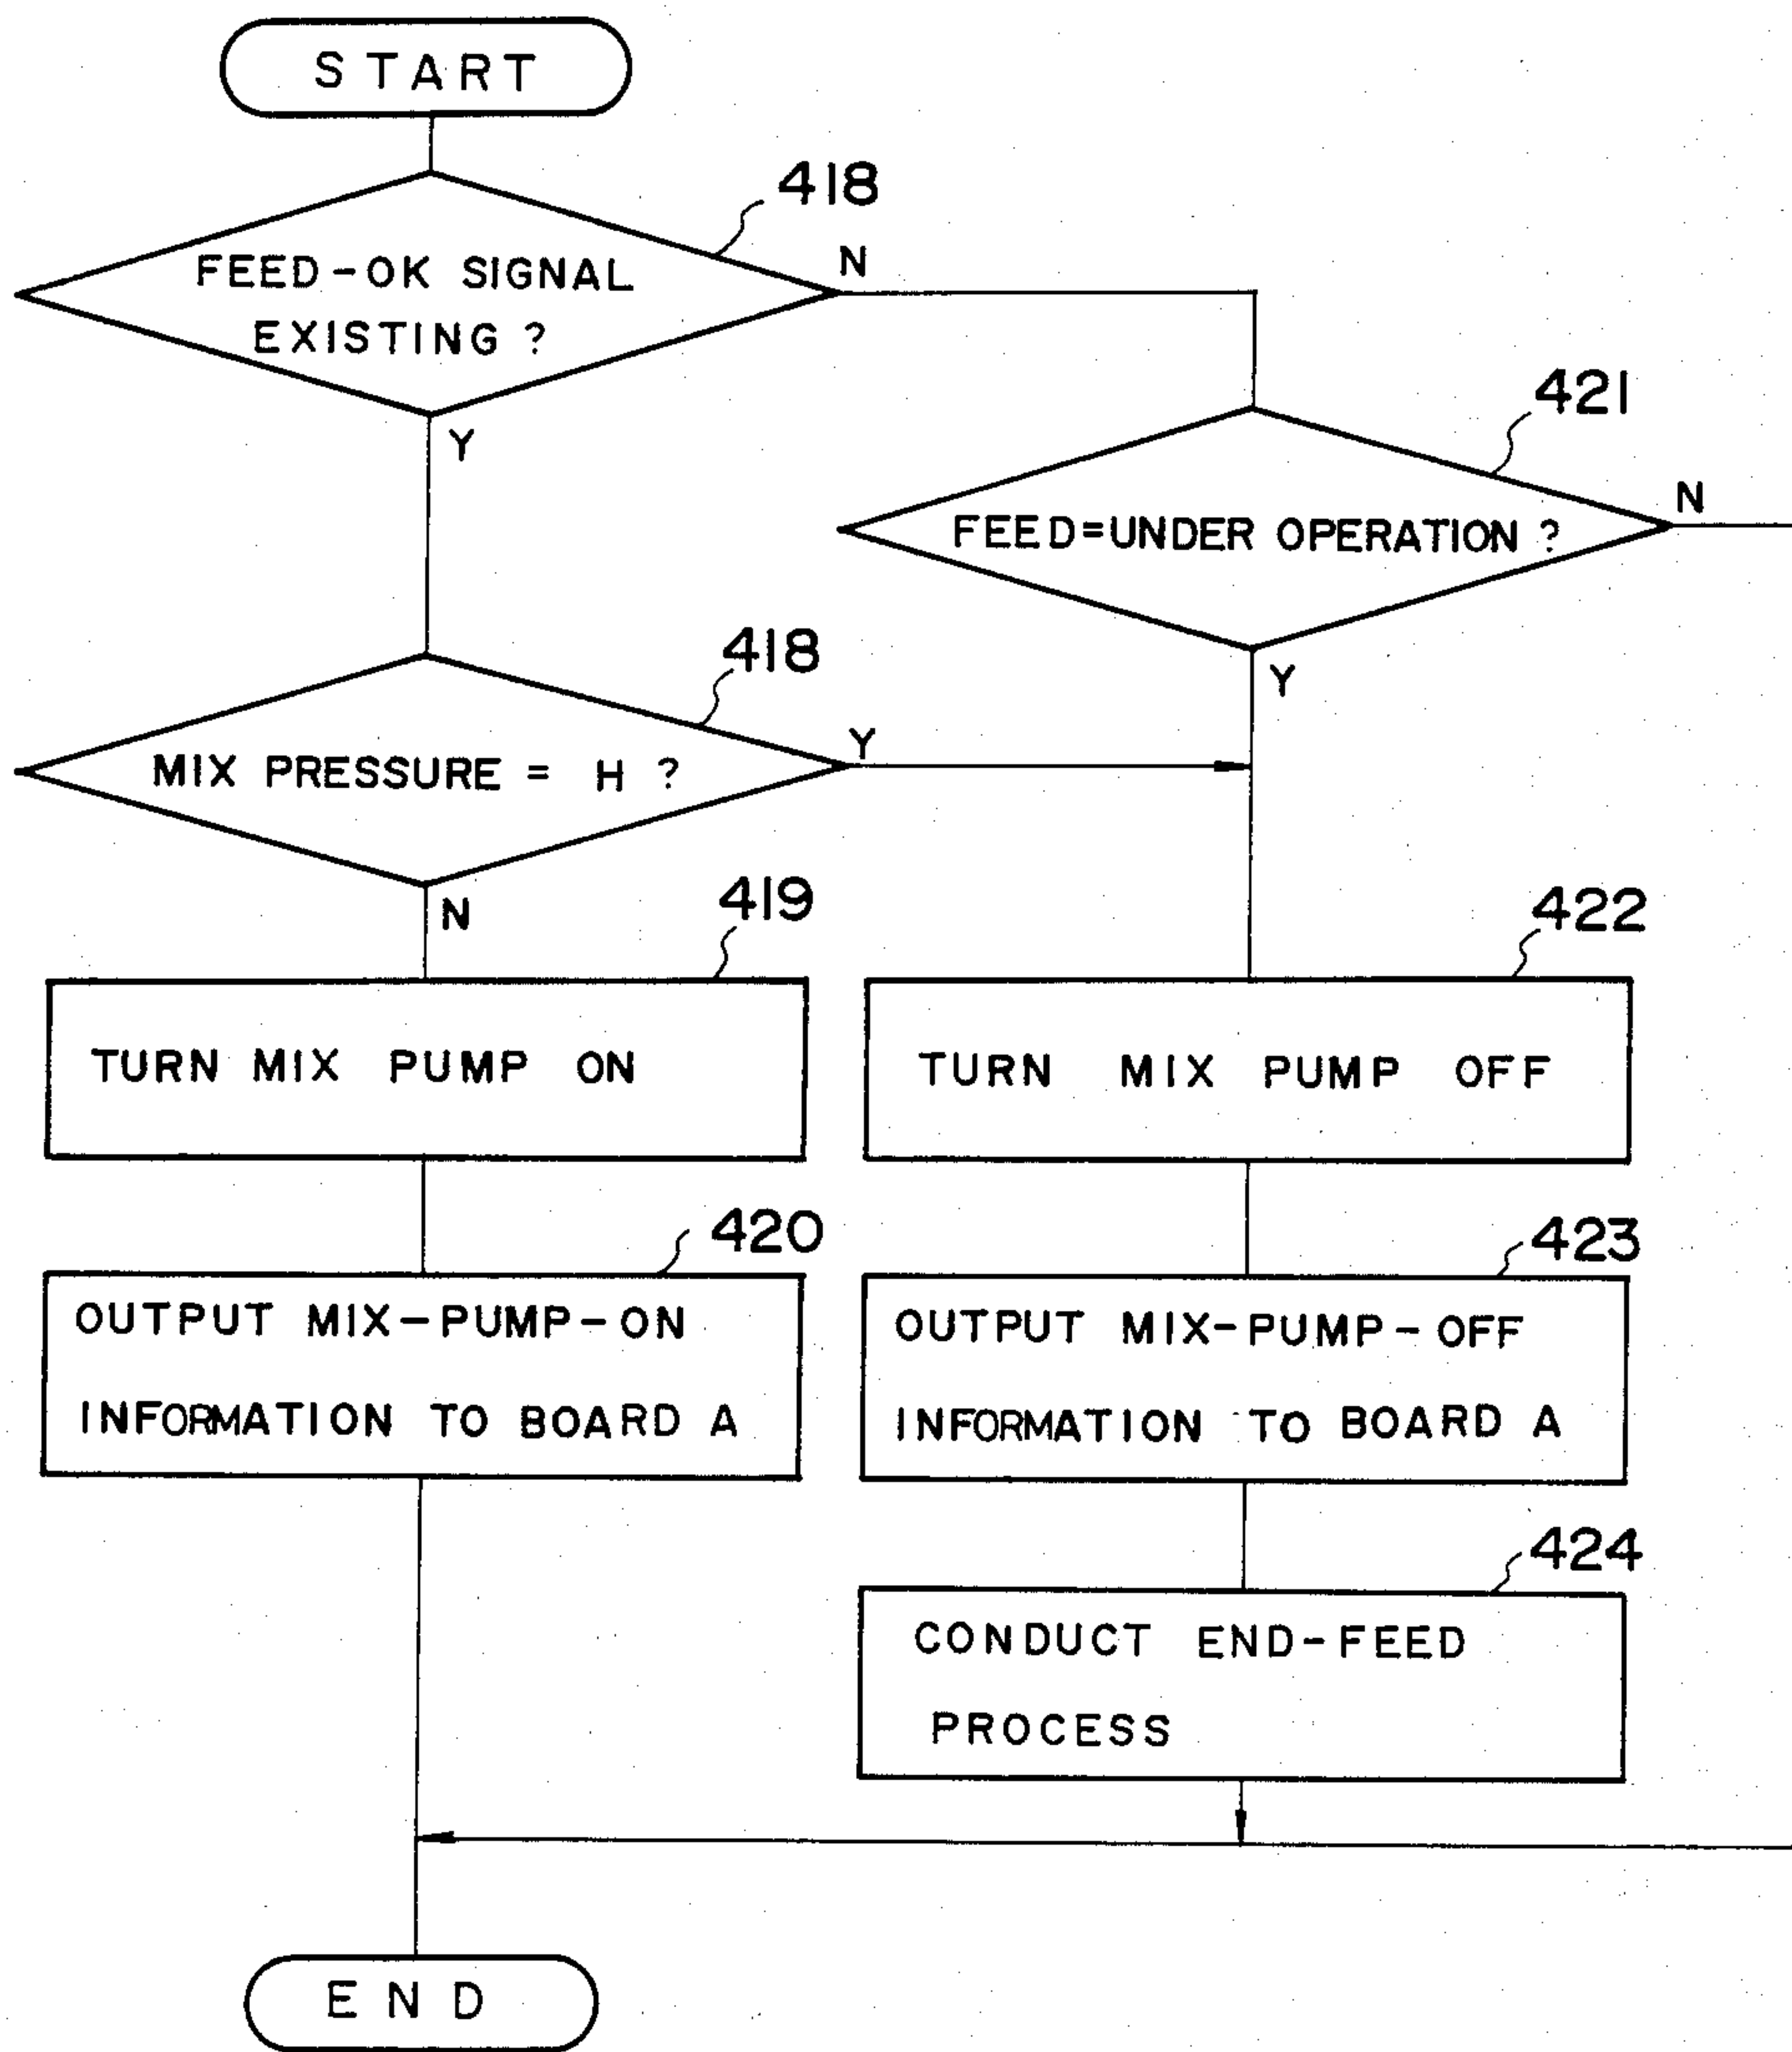 START
418
FEED-OK SIGNAL
EXISTING ?
N
Y
421
FEED=UNDER OPERATION ?
N
Y
418
MIX PRESSURE = H ?
Y
N
419
TURN MIX PUMP ON
422
TURN MIX PUMP OFF
420
OUTPUT MIX-PUMP-ON
INFORMATION TO BOARD A
423
OUTPUT MIX-PUMP-OFF
INFORMATION TO BOARD A
424
CONDUCT END-FEED
PROCESS
END